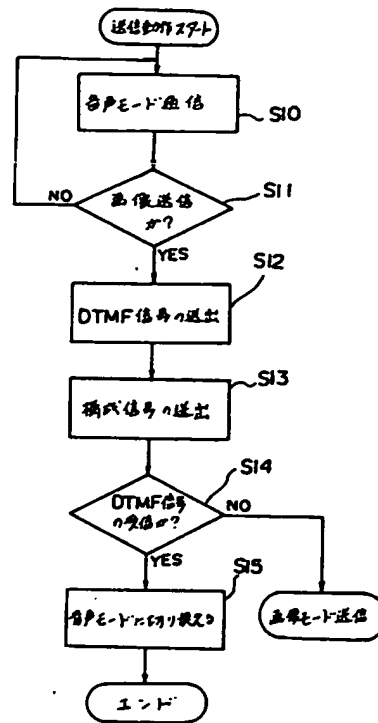 送信動作スタート
音声モード通信
S10
画像送信
か?
S11
NO
YES
S12
DTMF信号の送出
S13
構成信号の送出
S14
DTMF信号
の受信か?
NO
YES
S15
音声モードに切り換える
画像モード送信
エンド